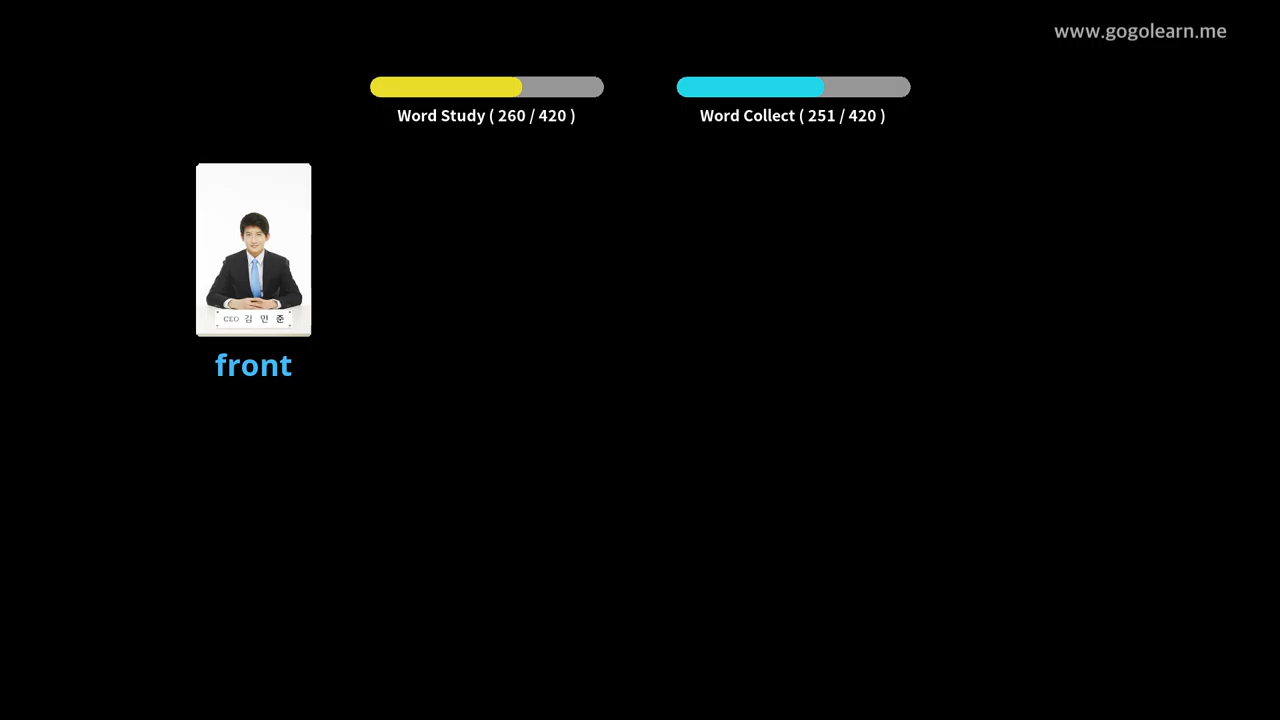 www.gogolearn.me
Word Study ( 260 / 420 )
Word Collect ( 251 / 420 )
CEO 김 민 준
front